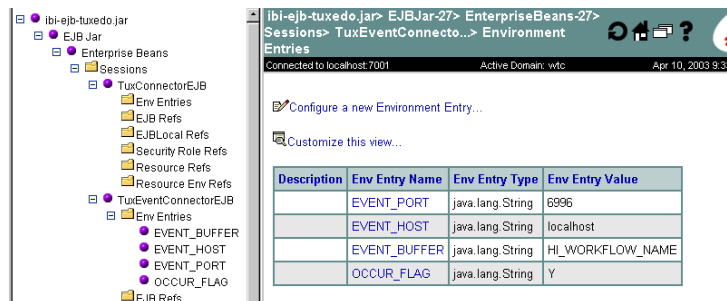 ibi-ejb-tuxedo.jar
EJB Jar
Enterprise Beans
Sessions
TuxConnectorEJB
Env Entries
EJB Refs
EJBLocal Refs
Security Role Refs
Resource Refs
Resource Env Refs
TuxEventConnectorEJB
Env Entries
EVENT_BUFFER
EVENT_HOST
EVENT_PORT
OCCUR_FLAG
EJB Refs
ibi-ejb-tuxedo.jar> EJBJar-27> EnterpriseBeans-27>
Sessions> TuxEventConnecto...> Environment
Entries
?
Connected to localhost:7001 Active Domain: wtc Apr 10, 2003 9:3
Configure a new Environment Entry...
Customize this view...
Description Env Entry Name Env Entry Type Env Entry Value
EVENT_PORT java.lang.String 6996
EVENT_HOST java.lang.String localhost
EVENT_BUFFER java.lang.String HI_WORKFLOW_NAME
OCCUR_FLAG java.lang.String Y